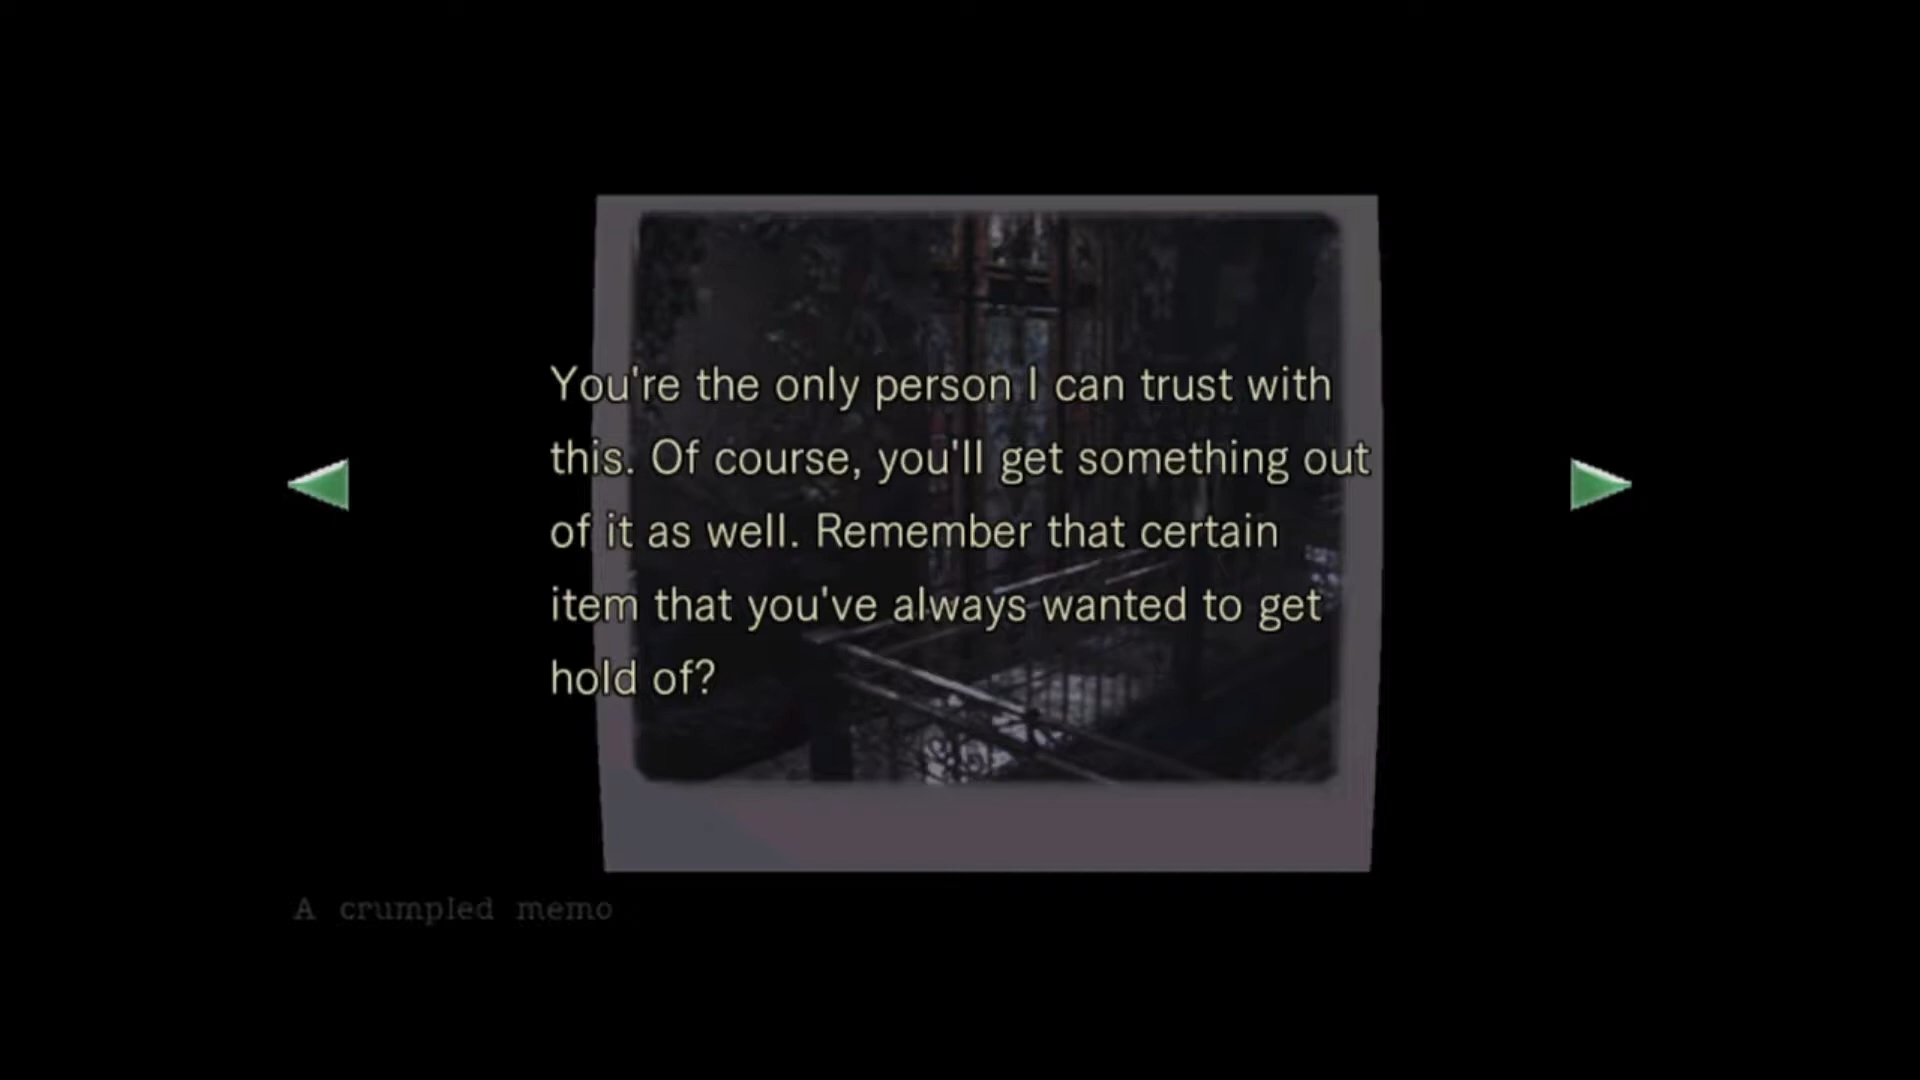 You're the only person I can trust with
this. Of course, you'll get something out
of it as well. Remember that certain
item that you've always wanted to get
hold of?
A crumpled memo